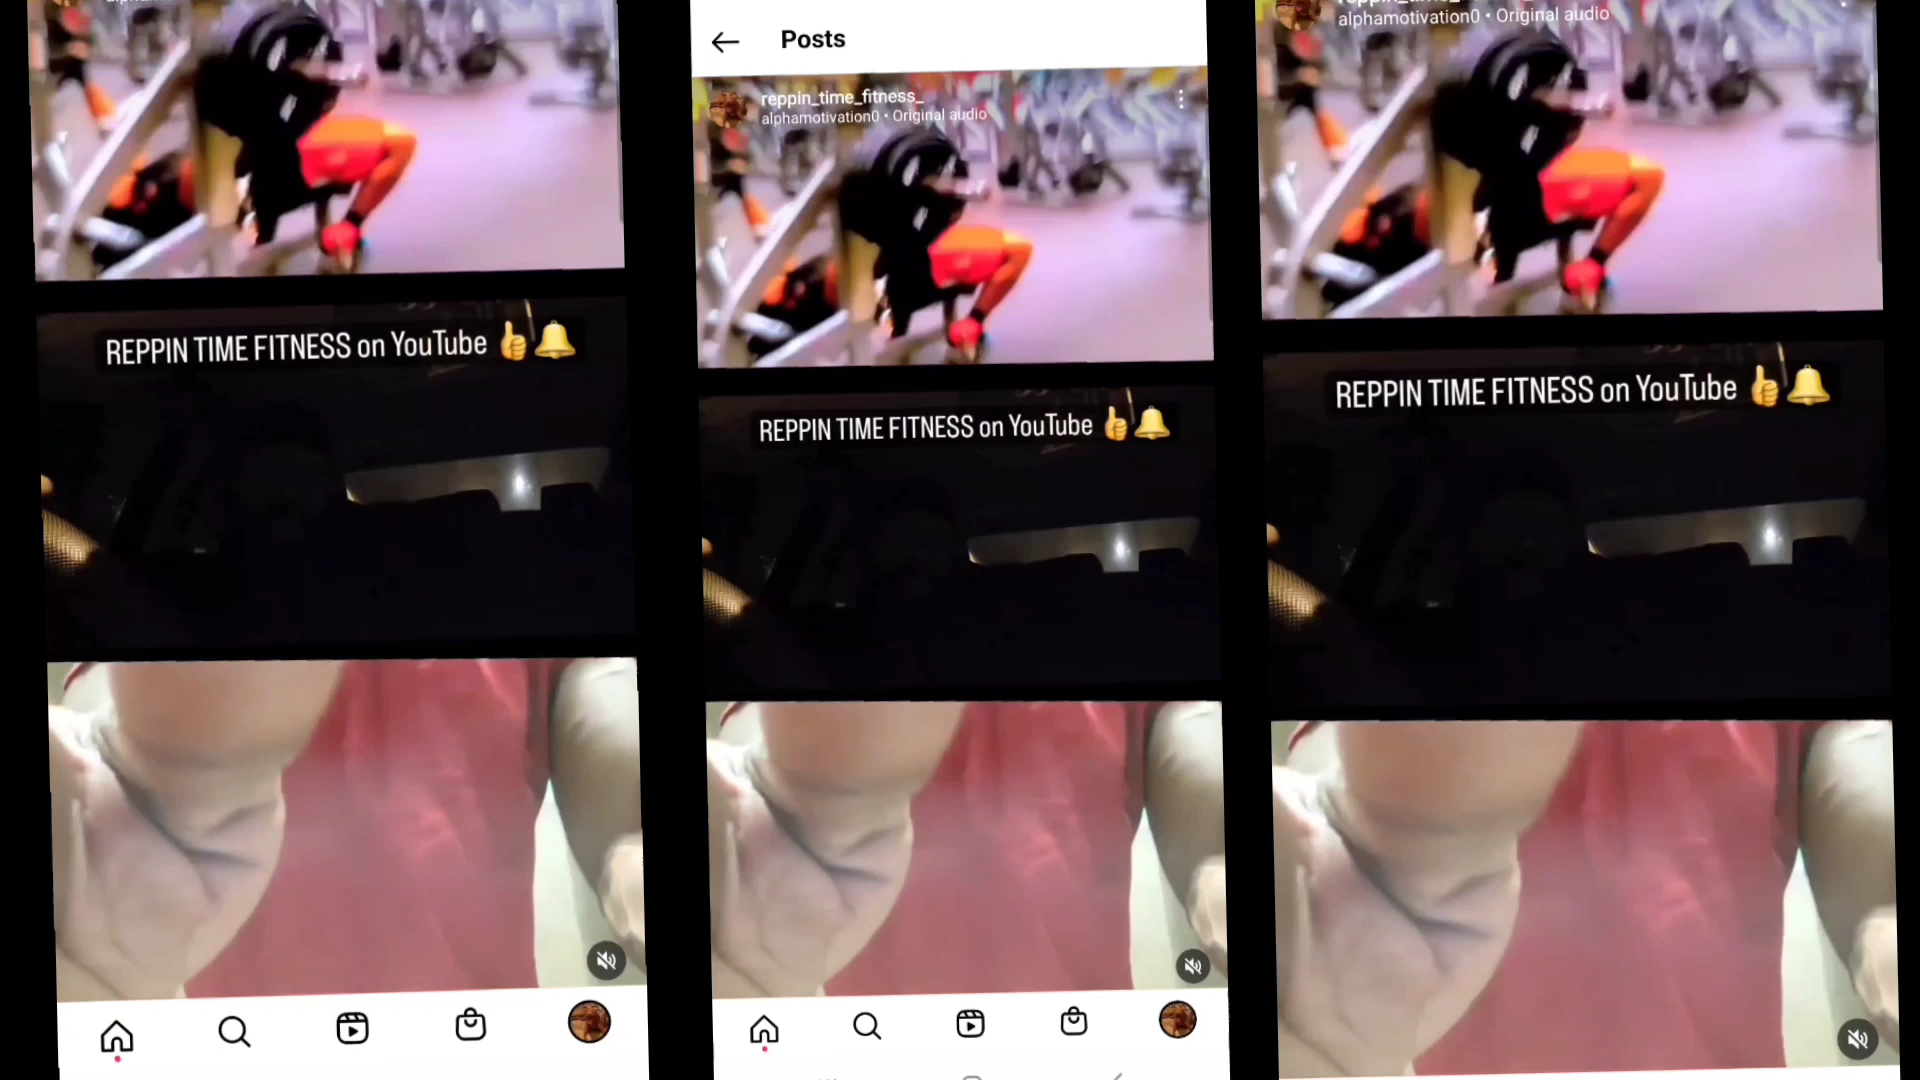 REPPIN TIME FITNESS on YouTube 👍🔔
Posts
reppin_time_fitness_
alphamotivation0 • Original audio
REPPIN TIME FITNESS on YouTube 👍🔔
alphamotivation0 • Original audio
REPPIN TIME FITNESS on YouTube 👍🔔